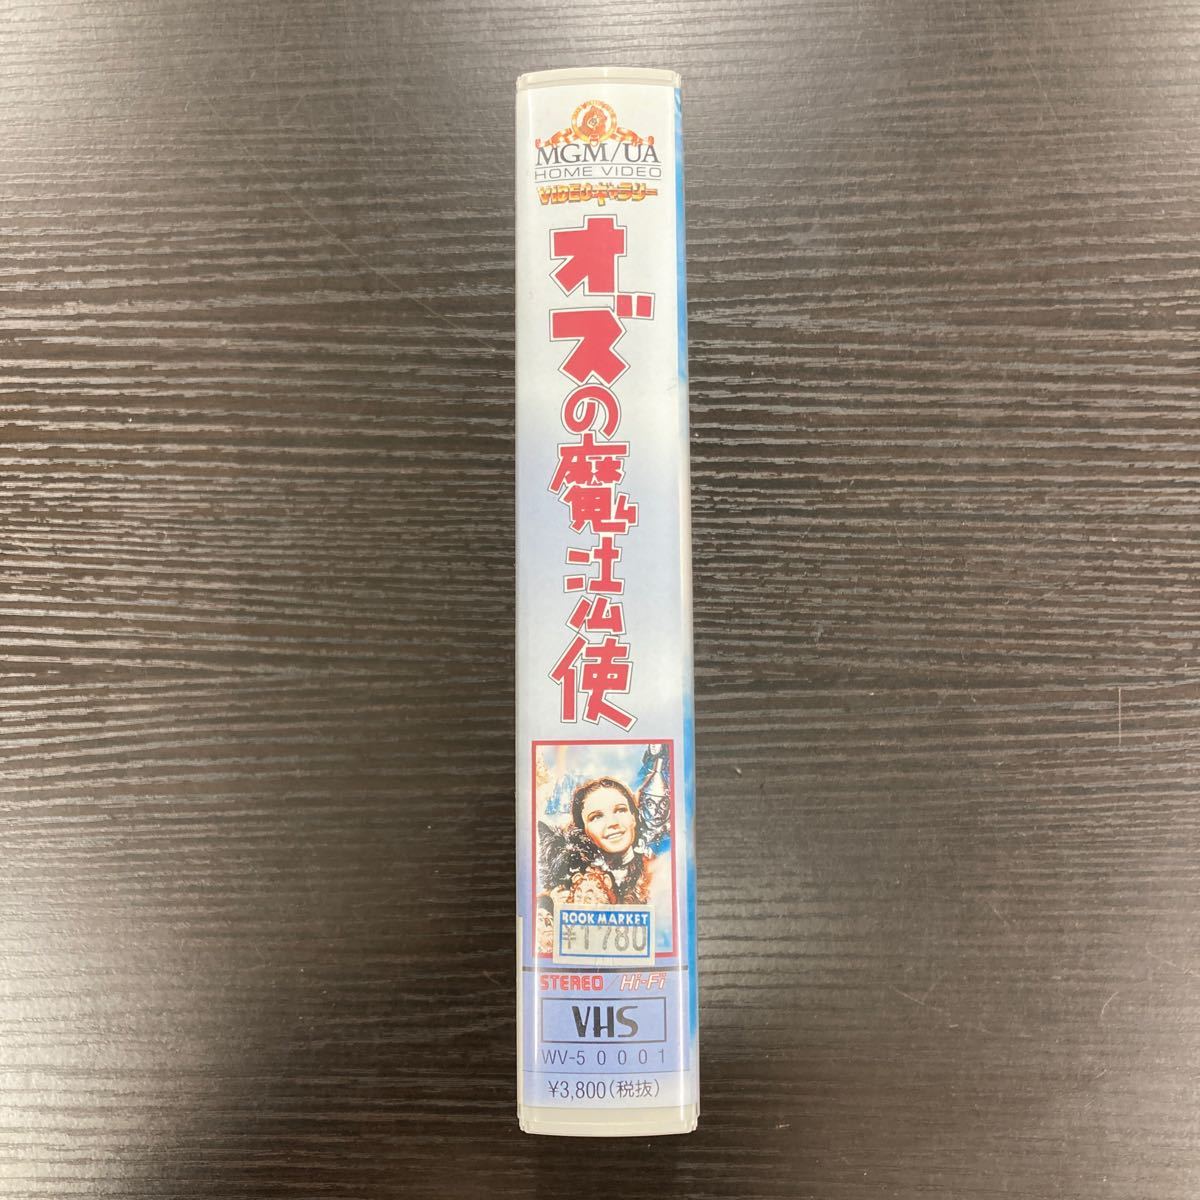 MGM/UA
HOME VIDEO
VIDEOギャラリー
オズの魔法使
BOOK MARKET
¥1780
STEREO/Hi-Fi
VHS
WV-50001
¥3,800(税抜)